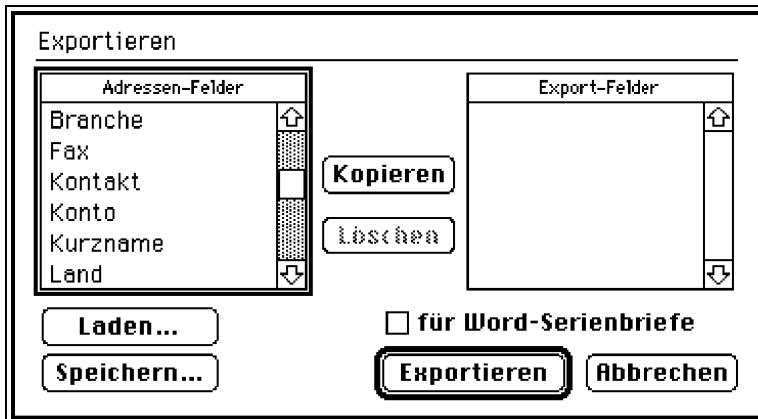 Exportieren
Adressen-Felder
Branche
Fax
Kontakt
Konto
Kurzname
Land
Kopieren
Löschen
Export-Felder
Laden...
Speichern...
für Word-Serienbriefe
Exportieren
Abbrechen